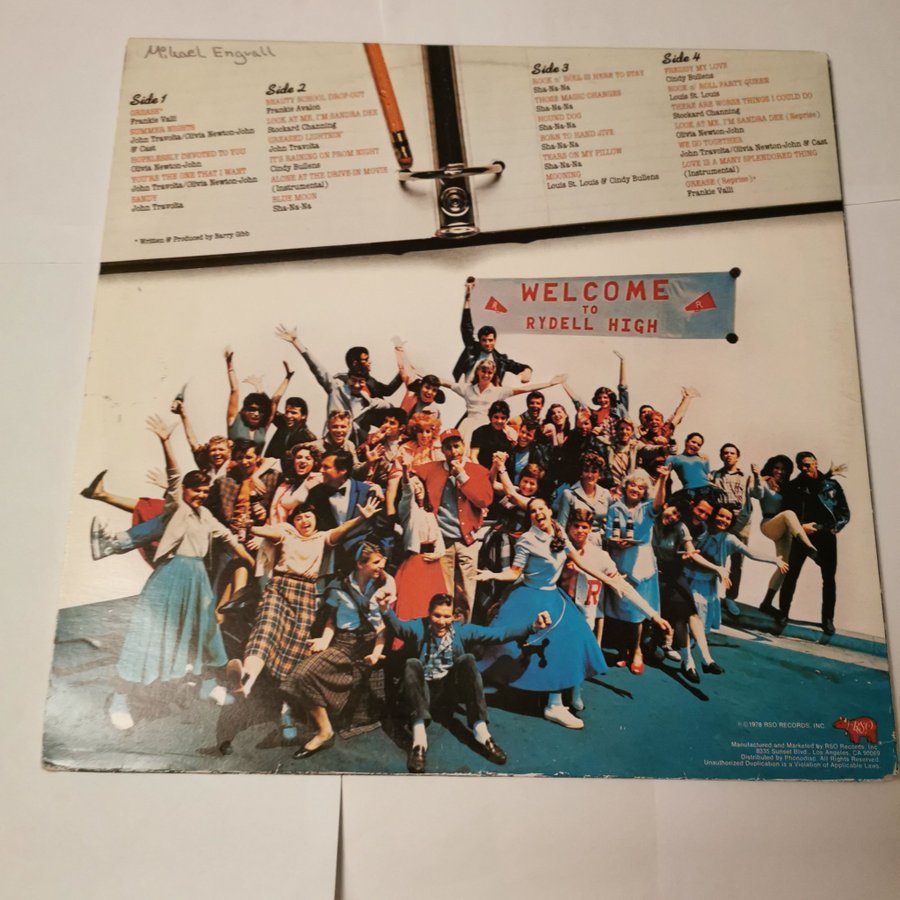 Mikael Engvall
Side 1
GREASE*
Frankie Valli
SUMMER NIGHTS
John Travolta/Olivia Newton-John
& Cast
HOPELESSLY DEVOTED TO YOU
Olivia Newton-John
YOU'RE THE ONE THAT I WANT
John Travolta/Olivia Newton-John
SANDY
John Travolta
* Written & Produced by Barry Gibb
Side 2
BEAUTY SCHOOL DROP-OUT
Frankie Avalon
LOOK AT ME, I'M SANDRA DEE
Stockard Channing
GREASED LIGHTNIN'
John Travolta
IT'S RAINING ON PROM NIGHT
Cindy Bullens
ALONE AT THE DRIVE-IN MOVIE
(Instrumental)
BLUE MOON
Sha-Na-Na
Side 3
ROCK n' ROLL IS HERE TO STAY
Sha-Na-Na
THOSE MAGIC CHANGES
Sha-Na-Na
HOUND DOG
Sha-Na-Na
BORN TO HAND JIVE
Sha-Na-Na
TEARS ON MY PILLOW
Sha-Na-Na
MOONING
Louis St. Louis & Cindy Bullens
Side 4
FREDDY MY LOVE
Cindy Bullens
ROCK n' ROLL PARTY QUEEN
Louis St. Louis
THERE ARE WORSE THINGS I COULD DO
Stockard Channing
LOOK AT ME, I'M SANDRA DEE (Reprise)
Olivia Newton-John
WE GO TOGETHER
John Travolta/Olivia Newton-John & Cast
LOVE IS A MANY SPLENDORED THING
(Instrumental)
GREASE (Reprise)*
Frankie Valli
R WELCOME R
TO
RYDELL HIGH
R
℗ © 1978 RSO RECORDS, INC.
RSO
Manufactured and Marketed by RSO Records, Inc.
8335 Sunset Blvd., Los Angeles, CA 90069
Distributed by Phonodisc. All Rights Reserved.
Unauthorized Duplication is a Violation of Applicable Laws.